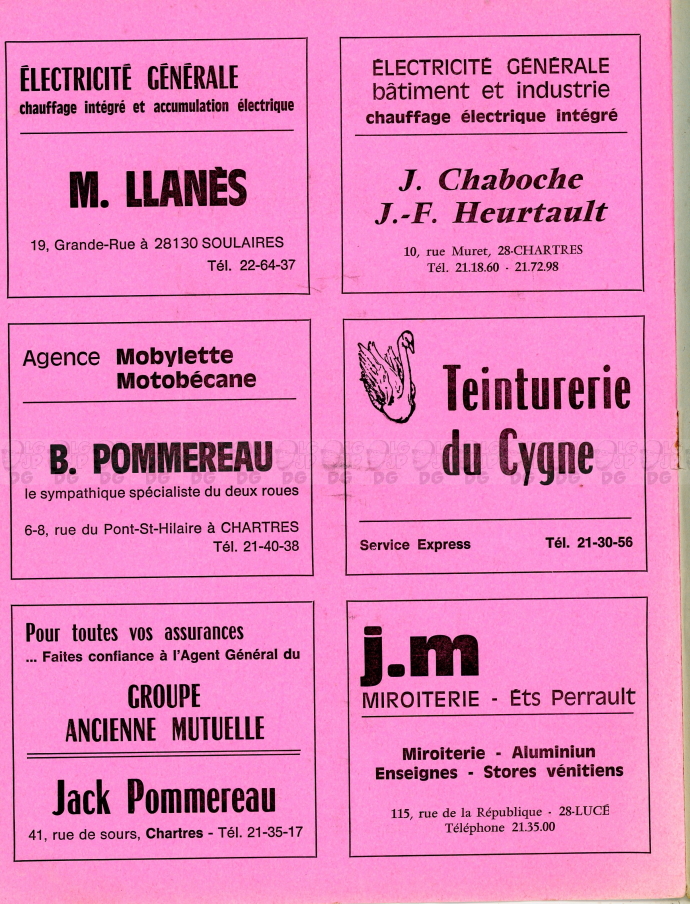 ÉLECTRICITÉ GÉNÉRALE
chauffage intégré et accumulation électrique
M. LLANÈS
19, Grande-Rue à 28130 SOULAIRES
Tél. 22-64-37
ÉLECTRICITÉ GÉNÉRALE
bâtiment et industrie
chauffage électrique intégré
J. Chaboche
J.-F. Heurtault
10, rue Muret, 28-CHARTRES
Tél. 21.18.60 - 21.72.98
Agence Mobylette
Motobécane
B. POMMEREAU
le sympathique spécialiste du deux roues
6-8, rue du Pont-St-Hilaire à CHARTRES
Tél. 21-40-38
Teinturerie
du Cygne
Service Express Tél. 21-30-56
Pour toutes vos assurances
... Faites confiance à l'Agent Général du
GROUPE
ANCIENNE MUTUELLE
Jack Pommereau
41, rue de sours, Chartres - Tél. 21-35-17
j.m
MIROITERIE - Éts Perrault
Miroiterie - Aluminiun
Enseignes - Stores vénitiens
115, rue de la République - 28-LUCÉ
Téléphone 21.35.00